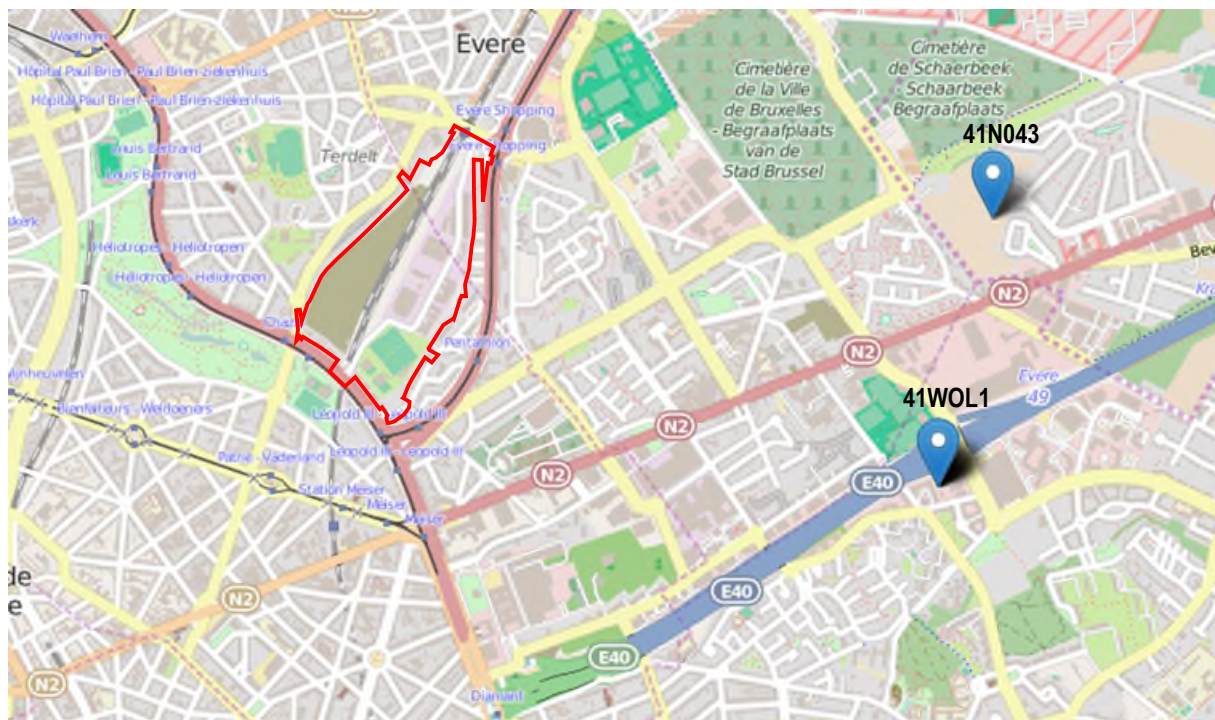 Waelhem
Hôpital Paul Brien - Paul Brien-ziekenhuis
Hôpital Paul Brien - Paul Brien-ziekenhuis
Evere
Cimetière
de la Ville
de Bruxelles
- Begraafplaats
van de
Stad Brussel
Cimetière
de Schaerbeek
- Schaarbeek
Begraafplaats
41N043
Evere Shopping
Evere Shopping
Terdelt
Louis Bertrand
Louis Bertrand
Héliotropes - Heliotropen
Héliotropes - Heliotropen
Pentathlon
N2
N2
N2
N2
N2
N2
Evere
49
41WOL1
E40
E40
E40
Bienfaiteurs - Weldoeners
Patrie - Vaderland
Station Meiser
Meiser
Meiser
Léopold III - Leopold III
Léopold III - Leopold III
Diamant